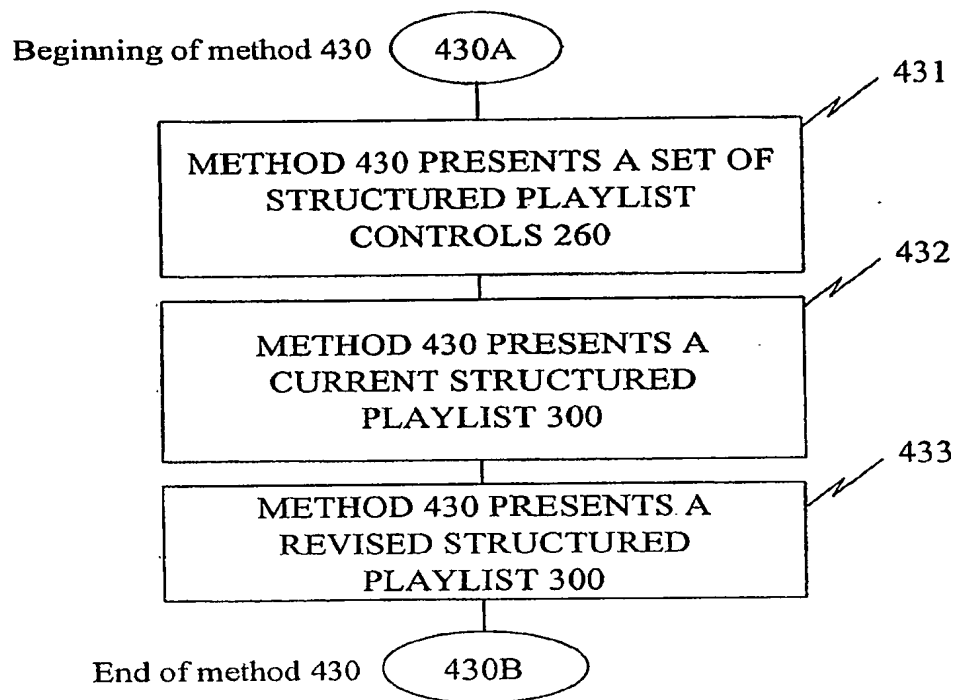 Beginning of method 430 430A
431
METHOD 430 PRESENTS A SET OF
STRUCTURED PLAYLIST
CONTROLS 260
432
METHOD 430 PRESENTS A
CURRENT STRUCTURED
PLAYLIST 300
433
METHOD 430 PRESENTS A
REVISED STRUCTURED
PLAYLIST 300
End of method 430 430B